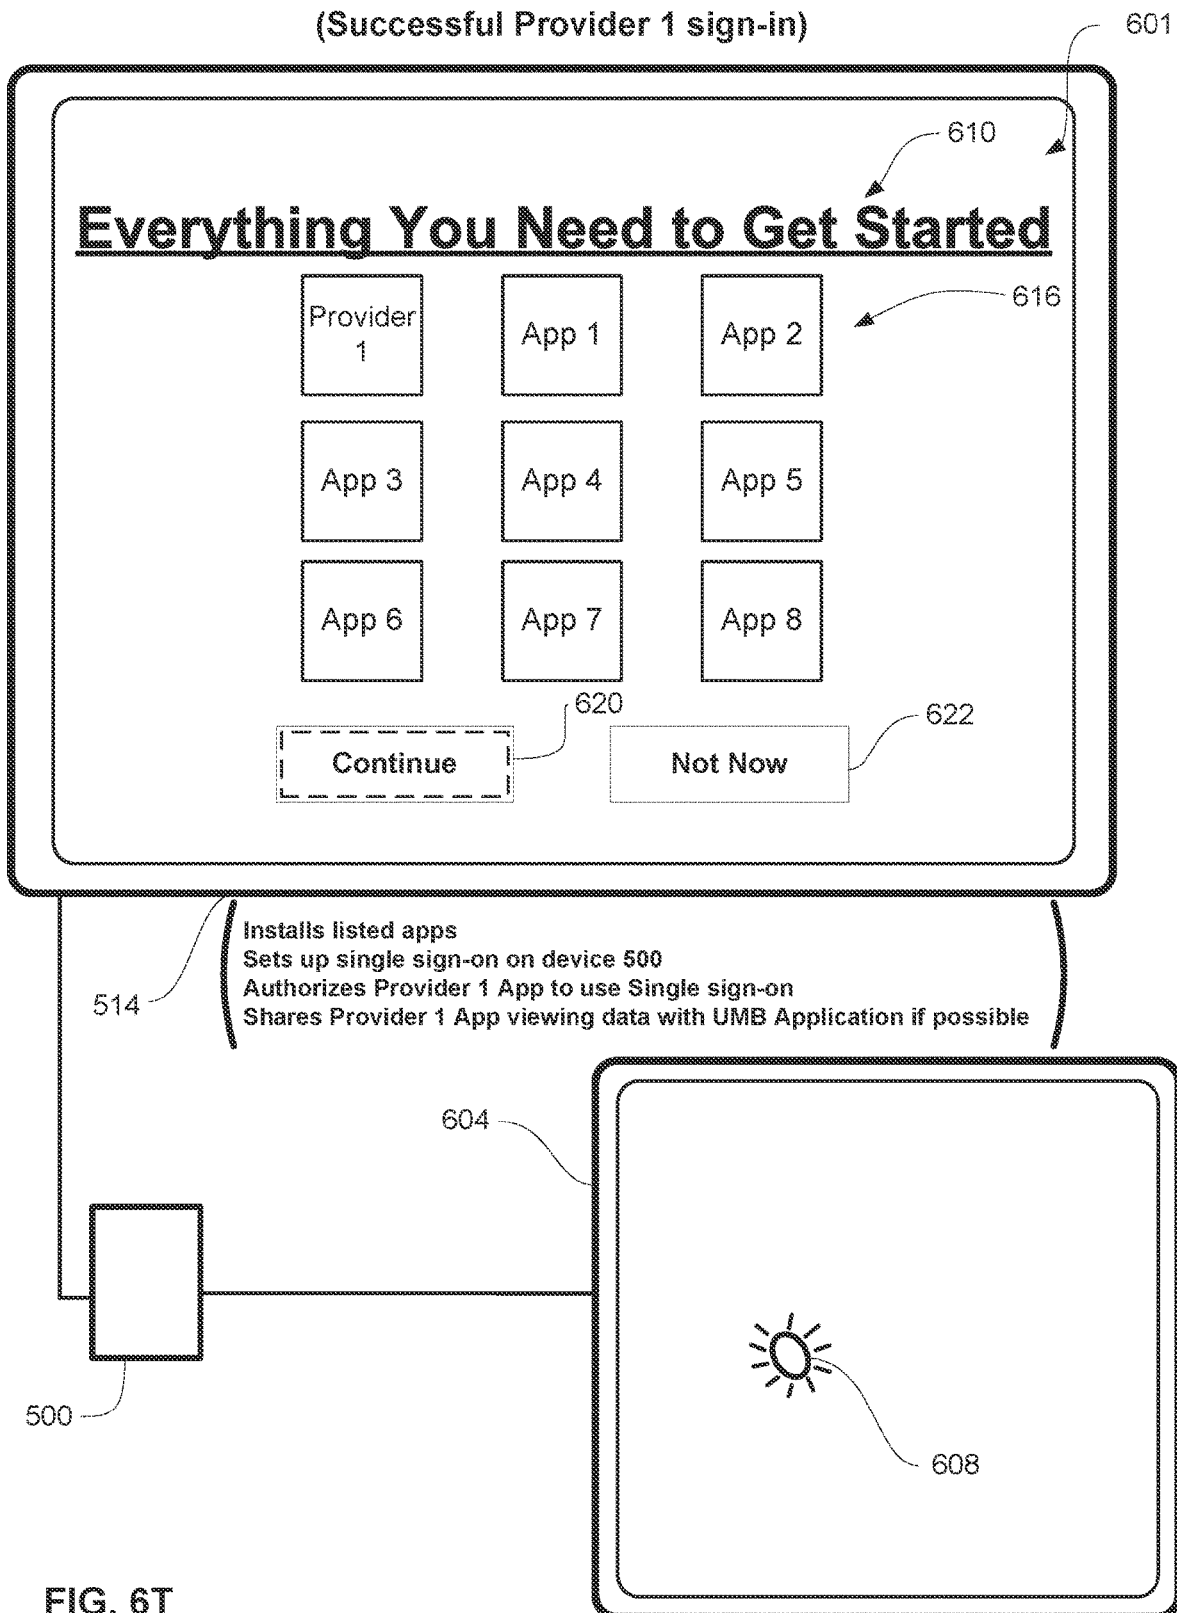 (Successful Provider 1 sign-in)
601
610
Everything You Need to Get Started
616
Provider
1
App 1
App 2
App 3
App 4
App 5
App 6
App 7
App 8
620
622
Continue
Not Now
514
Installs listed apps
Sets up single sign-on on device 500
Authorizes Provider 1 App to use Single sign-on
Shares Provider 1 App viewing data with UMB Application if possible
604
500
608
FIG. 6T